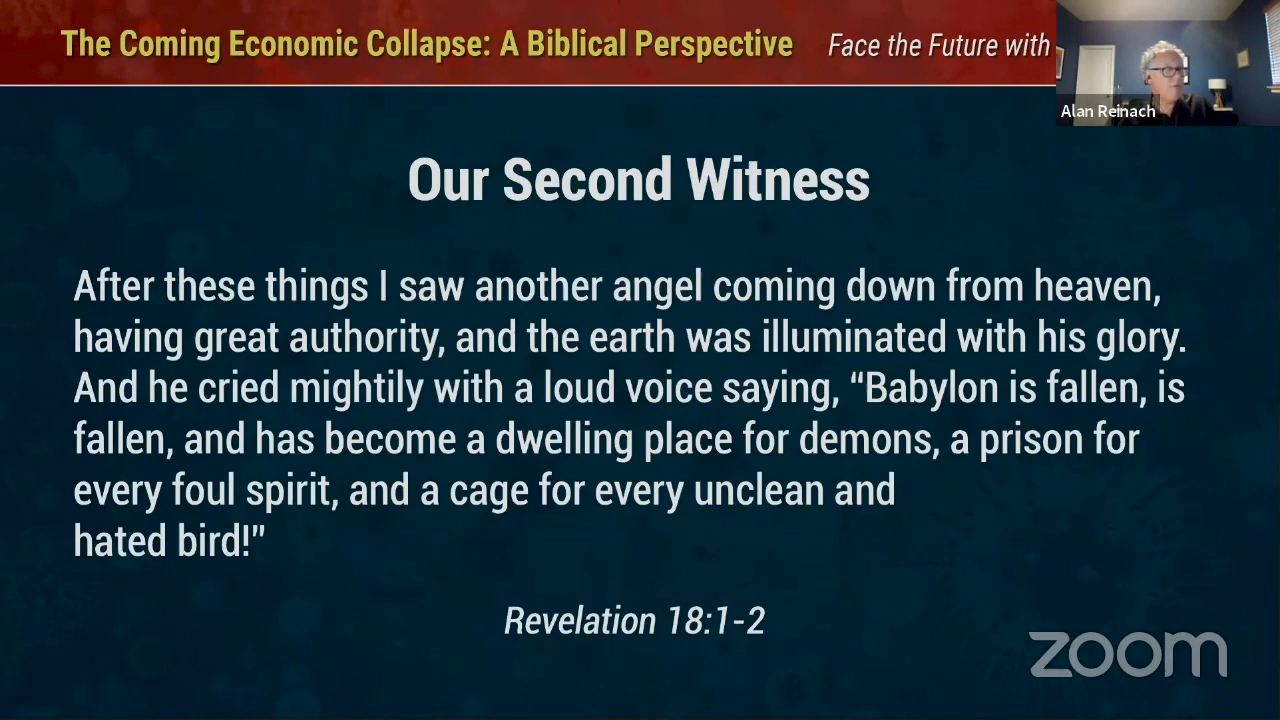 The Coming Economic Collapse: A Biblical Perspective Face the Future with
Alan Reinach
Our Second Witness
After these things I saw another angel coming down from heaven,
having great authority, and the earth was illuminated with his glory.
And he cried mightily with a loud voice saying, “Babylon is fallen, is
fallen, and has become a dwelling place for demons, a prison for
every foul spirit, and a cage for every unclean and
hated bird!”
Revelation 18:1-2
zoom